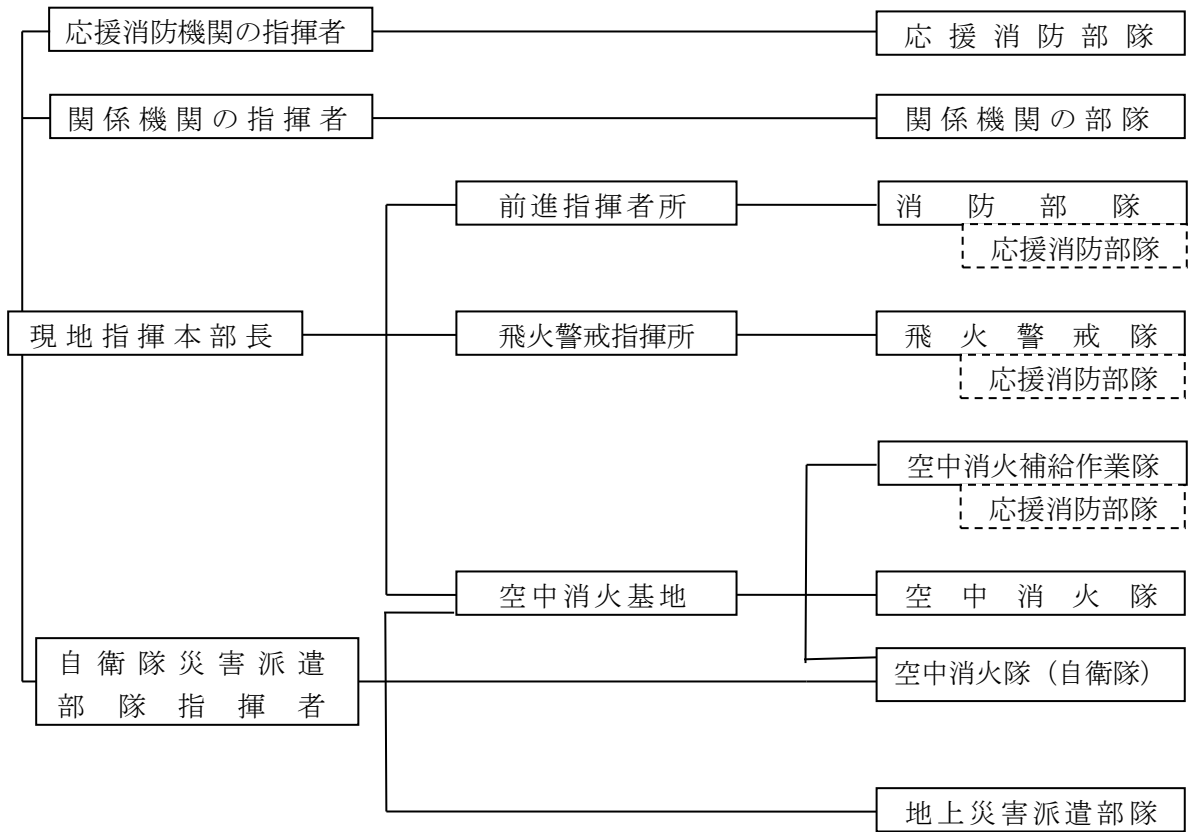 応援消防機関の指揮者
応援消防部隊
関係機関の指揮者
関係機関の部隊
前進指揮者所
消防部隊
応援消防部隊
現地指揮本部長
飛火警戒指揮所
飛火警戒隊
応援消防部隊
空中消火補給作業隊
応援消防部隊
空中消火基地
空中消火隊
自衛隊災害派遣
部隊指揮者
空中消火隊（自衛隊）
地上災害派遣部隊